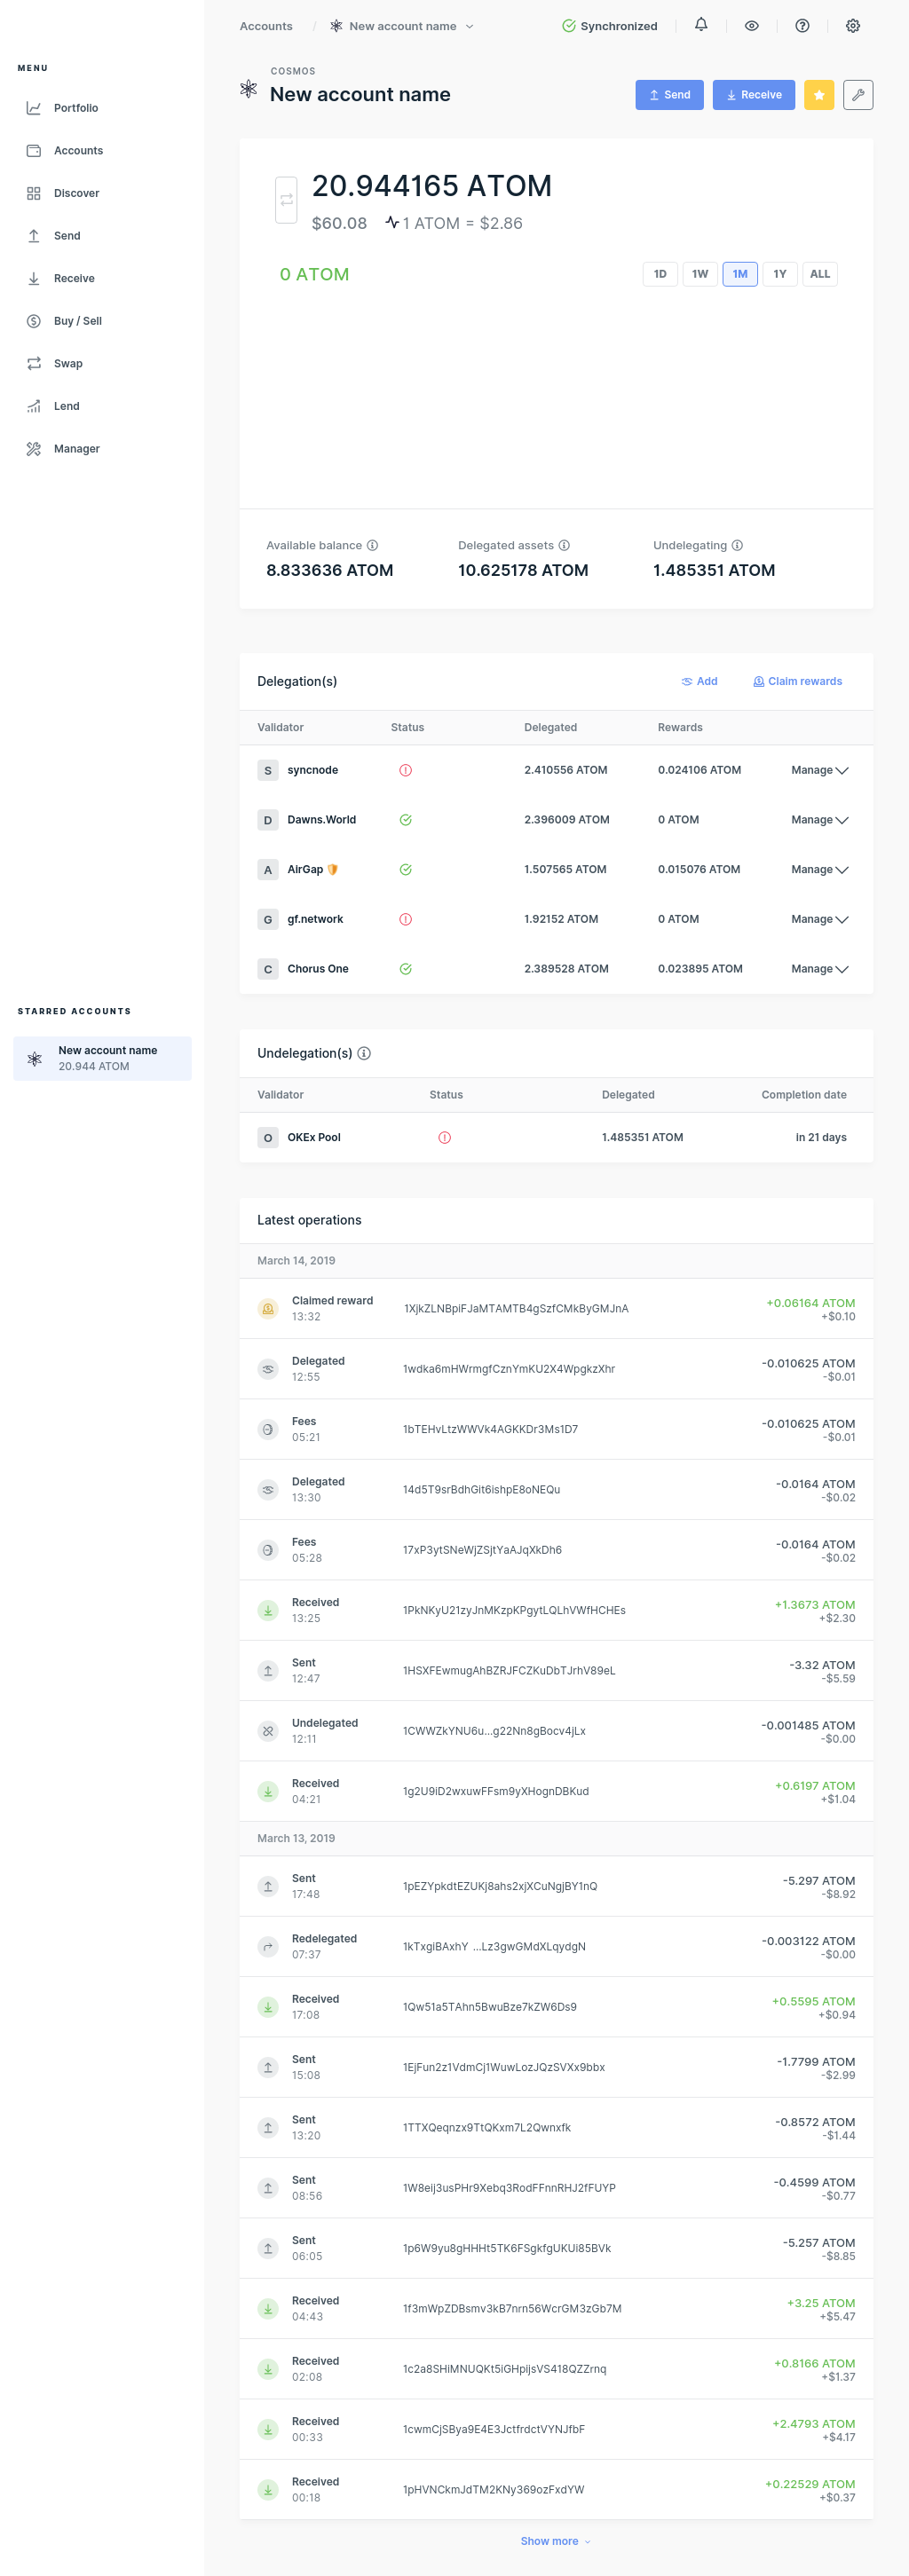 Accounts / New account name
Synchronized
MENU
Portfolio
Accounts
Discover
Send
Receive
Buy / Sell
Swap
Lend
Manager
STARRED ACCOUNTS
New account name
20.944 ATOM
COSMOS
New account name
Send
Receive
20.944165 ATOM
$60.08 1 ATOM = $2.86
0 ATOM
1D 1W 1M 1Y ALL
Available balance Delegated assets Undelegating
8.833636 ATOM 10.625178 ATOM 1.485351 ATOM
Delegation(s) Add Claim rewards
Validator Status Delegated Rewards
S syncnode 2.410556 ATOM 0.024106 ATOM Manage
D Dawns.World 2.396009 ATOM 0 ATOM Manage
A AirGap 1.507565 ATOM 0.015076 ATOM Manage
G gf.network 1.92152 ATOM 0 ATOM Manage
C Chorus One 2.389528 ATOM 0.023895 ATOM Manage
Undelegation(s)
Validator Status Delegated Completion date
O OKEx Pool 1.485351 ATOM in 21 days
Latest operations
March 14, 2019
Claimed reward
13:32
1XjkZLNBpiFJaMTAMTB4gSzfCMkByGMJnA
+0.06164 ATOM
+$0.10
Delegated
12:55
1wdka6mHWrmgfCznYmKU2X4WpgkzXhr
-0.010625 ATOM
-$0.01
Fees
05:21
1bTEHvLtzWWVk4AGKKDr3Ms1D7
-0.010625 ATOM
-$0.01
Delegated
13:30
14d5T9srBdhGit6ishpE8oNEQu
-0.0164 ATOM
-$0.02
Fees
05:28
17xP3ytSNeWjZSjtYaAJqXkDh6
-0.0164 ATOM
-$0.02
Received
13:25
1PkNKyU21zyJnMKzpKPgytLQLhVWfHCHEs
+1.3673 ATOM
+$2.30
Sent
12:47
1HSXFEwmugAhBZRJFCZKuDbTJrhV89eL
-3.32 ATOM
-$5.59
Undelegated
12:11
1CWWZkYNU6u...g22Nn8gBocv4jLx
-0.001485 ATOM
-$0.00
Received
04:21
1g2U9iD2wxuwFFsm9yXHognDBKud
+0.6197 ATOM
+$1.04
March 13, 2019
Sent
17:48
1pEZYpkdtEZUKj8ahs2xjXCuNgjBY1nQ
-5.297 ATOM
-$8.92
Redelegated
07:37
1kTxgiBAxhY ...Lz3gwGMdXLqydgN
-0.003122 ATOM
-$0.00
Received
17:08
1Qw51a5TAhn5BwuBze7kZW6Ds9
+0.5595 ATOM
+$0.94
Sent
15:08
1EjFun2z1VdmCj1WuwLozJQzSVXx9bbx
-1.7799 ATOM
-$2.99
Sent
13:20
1TTXQeqnzx9TtQKxm7L2Qwnxfk
-0.8572 ATOM
-$1.44
Sent
08:56
1W8eij3usPHr9Xebq3RodFFnnRHJ2fFUYP
-0.4599 ATOM
-$0.77
Sent
06:05
1p6W9yu8gHHHt5TK6FSgkfgUKUi85BVk
-5.257 ATOM
-$8.85
Received
04:43
1f3mWpZDBsmv3kB7nrn56WcrGM3zGb7M
+3.25 ATOM
+$5.47
Received
02:08
1c2a8SHiMNUQKt5iGHpijsVS418QZZrnq
+0.8166 ATOM
+$1.37
Received
00:33
1cwmCjSBya9E4E3JctfrdctVYNJfbF
+2.4793 ATOM
+$4.17
Received
00:18
1pHVNCkmJdTM2KNy369ozFxdYW
+0.22529 ATOM
+$0.37
Show more